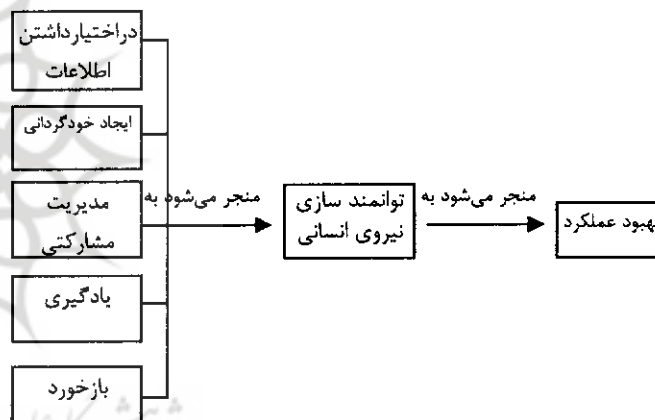 دراختیارداشتن
اطلاعات
ایجاد خودگردانی
مدیریت
مشارکتی
یادگیری
بازخورد
منجر می‌شود به
توانمند سازی
نیروی انسانی
منجر می‌شود به
بهبود عملکرد